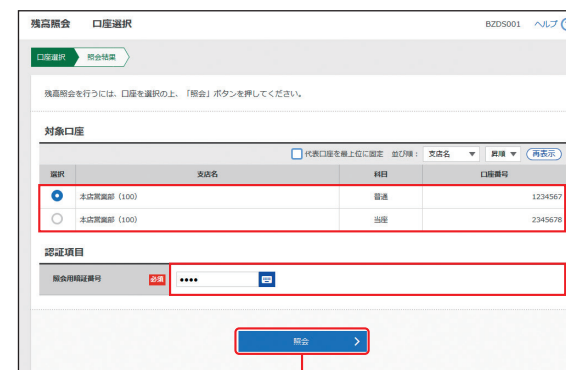 残高照会 口座選択 BZDS001 ヘルプ
口座選択 照会結果
残高照会を行うには、口座を選択の上、「照会」ボタンを押してください。
対象口座
代表口座を最上位に固定 並び順： 支店名 ▼ 昇順 ▼ 再表示
選択 支店名 科目 口座番号
本店営業部（100） 普通 1234567
本店営業部（100） 当座 2345678
認証項目
照会用暗証番号 必須 ●●●●
照会